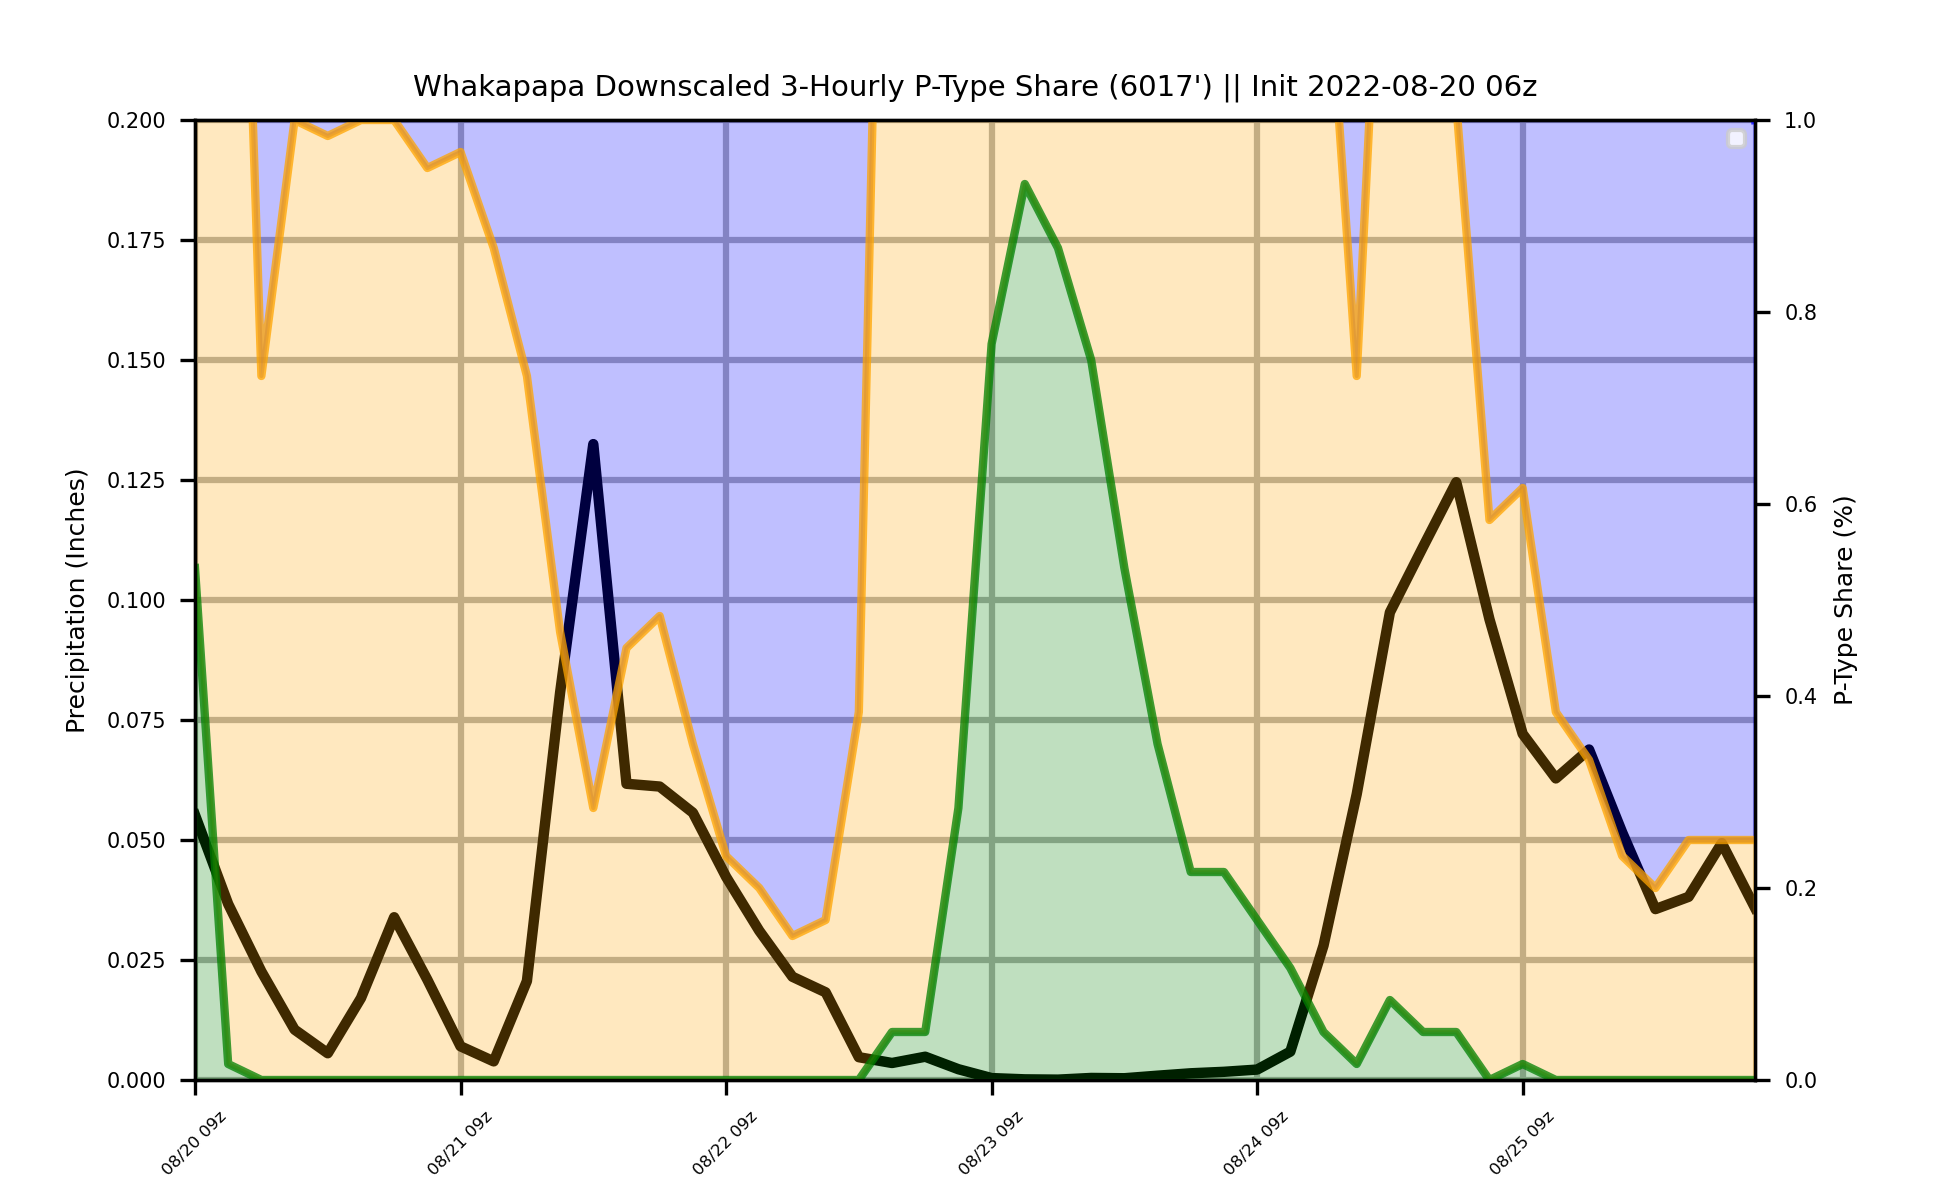 Whakapapa Downscaled 3-Hourly P-Type Share (6017') || Init 2022-08-20 06z
0.200
0.175
0.150
0.125
0.100
0.075
0.050
0.025
0.000
Precipitation (Inches)
1.0
0.8
0.6
0.4
0.2
0.0
P-Type Share (%)
08/20 09z
08/21 09z
08/22 09z
08/23 09z
08/24 09z
08/25 09z